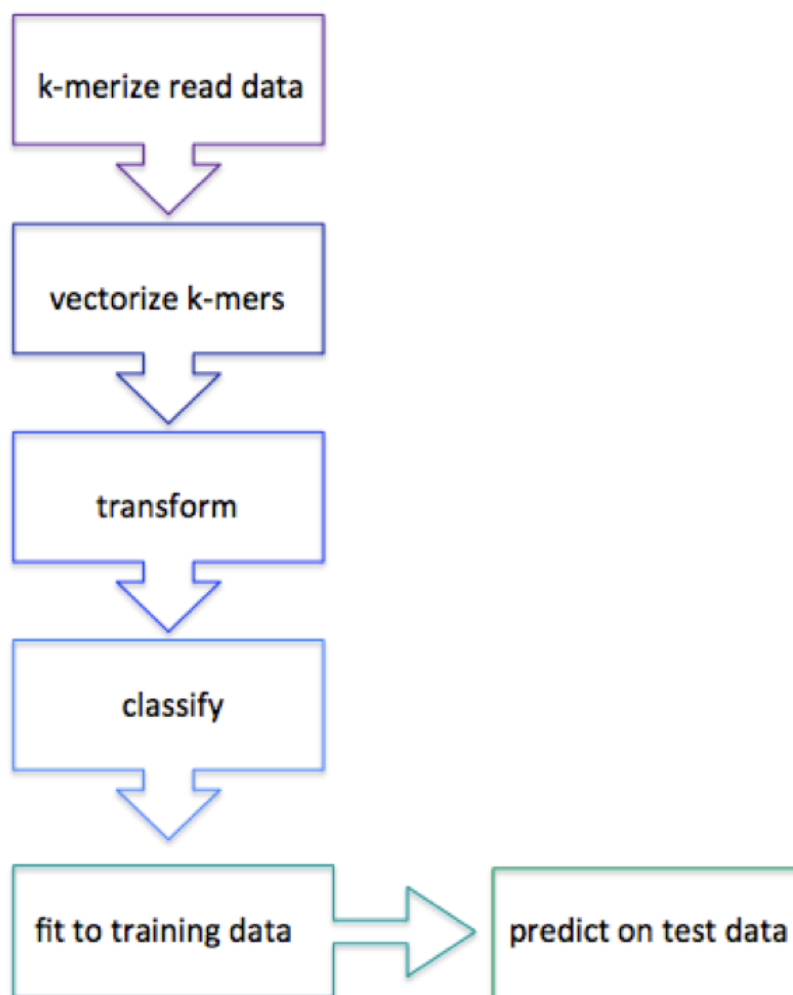 k-merize read data
vectorize k-mers
transform
classify
fit to training data
predict on test data